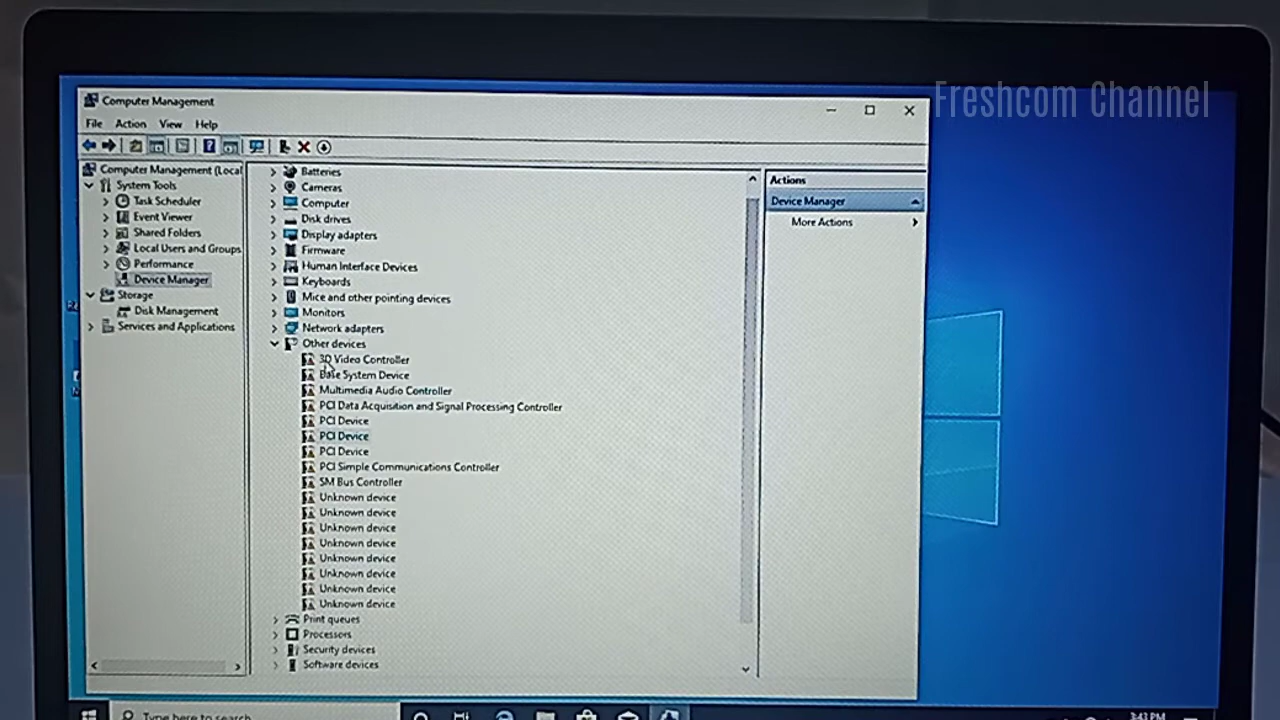 Freshcom Channel
Computer Management
File Action View Help
Computer Management (Local
System Tools
Task Scheduler
Event Viewer
Shared Folders
Local Users and Groups
Performance
Device Manager
Storage
Disk Management
Services and Applications
Batteries
Cameras
Computer
Disk drives
Display adapters
Firmware
Human Interface Devices
Keyboards
Mice and other pointing devices
Monitors
Network adapters
Other devices
3D Video Controller
Base System Device
Multimedia Audio Controller
PCI Data Acquisition and Signal Processing Controller
PCI Device
PCI Device
PCI Device
PCI Simple Communications Controller
SM Bus Controller
Unknown device
Unknown device
Unknown device
Unknown device
Unknown device
Unknown device
Unknown device
Unknown device
Print queues
Processors
Security devices
Software devices
Actions
Device Manager
More Actions
Type here to search
3:43 PM